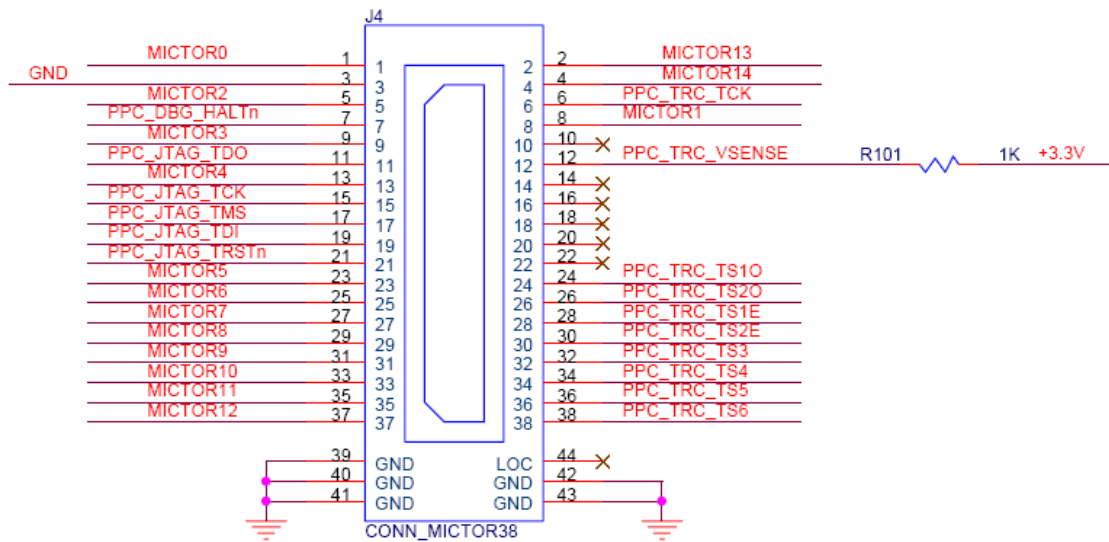 J4
MICTOR0 1 1 2 2 MICTOR13
GND 3 3 4 4 MICTOR14
MICTOR2 5 5 6 6 PPC_TRC_TCK
PPC_DBG_HALTn 7 7 8 8 MICTOR1
MICTOR3 9 9 10 10
PPC_JTAG_TDO 11 11 12 12 PPC_TRC_VSENSE R101 1K +3.3V
MICTOR4 13 13 14 14
PPC_JTAG_TCK 15 15 16 16
PPC_JTAG_TMS 17 17 18 18
PPC_JTAG_TDI 19 19 20 20
PPC_JTAG_TRSTn 21 21 22 22
MICTOR5 23 23 24 24 PPC_TRC_TS1O
MICTOR6 25 25 26 26 PPC_TRC_TS2O
MICTOR7 27 27 28 28 PPC_TRC_TS1E
MICTOR8 29 29 30 30 PPC_TRC_TS2E
MICTOR9 31 31 32 32 PPC_TRC_TS3
MICTOR10 33 33 34 34 PPC_TRC_TS4
MICTOR11 35 35 36 36 PPC_TRC_TS5
MICTOR12 37 37 38 38 PPC_TRC_TS6
39 GND LOC 44
40 GND GND 42
41 GND GND 43
CONN_MICTOR38